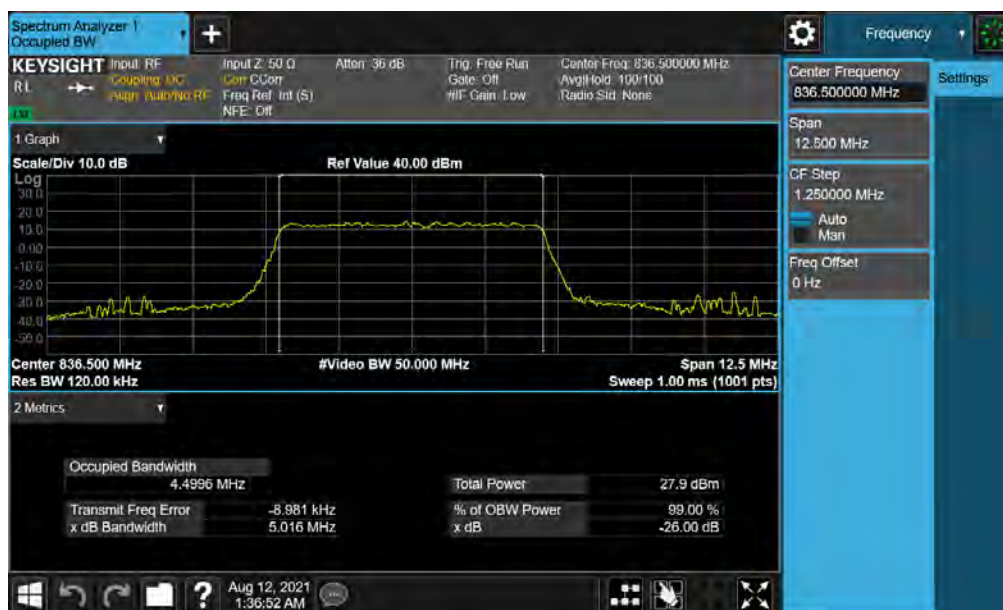 Spectrum Analyzer 1
Occupied BW
+
Frequency
KEYSIGHT
Input: RF
Coupling: DC
Align: Auto/No RF
R L
Input Z: 50 Ω
Corr CCorr
Freq Ref: Int (S)
NFE: Off
Atten: 36 dB
Trig: Free Run
Gate: Off
#IF Gain: Low
Center Freq: 836.500000 MHz
Avg|Hold: 100/100
Radio Std: None
Center Frequency
836.500000 MHz
Settings
Span
12.500 MHz
CF Step
1.250000 MHz
Auto
Man
Freq Offset
0 Hz
1 Graph
Scale/Div 10.0 dB
Ref Value 40.00 dBm
Log
30.0
20.0
10.0
0.00
-10.0
-20.0
-30.0
-40.0
-50.0
Center 836.500 MHz
#Video BW 50.000 MHz
Span 12.5 MHz
Res BW 120.00 kHz
Sweep 1.00 ms (1001 pts)
2 Metrics
Occupied Bandwidth
4.4996 MHz
Total Power
27.9 dBm
Transmit Freq Error
-8.981 kHz
% of OBW Power
99.00 %
x dB Bandwidth
5.016 MHz
x dB
-26.00 dB
?
Aug 12, 2021
1:36:52 AM